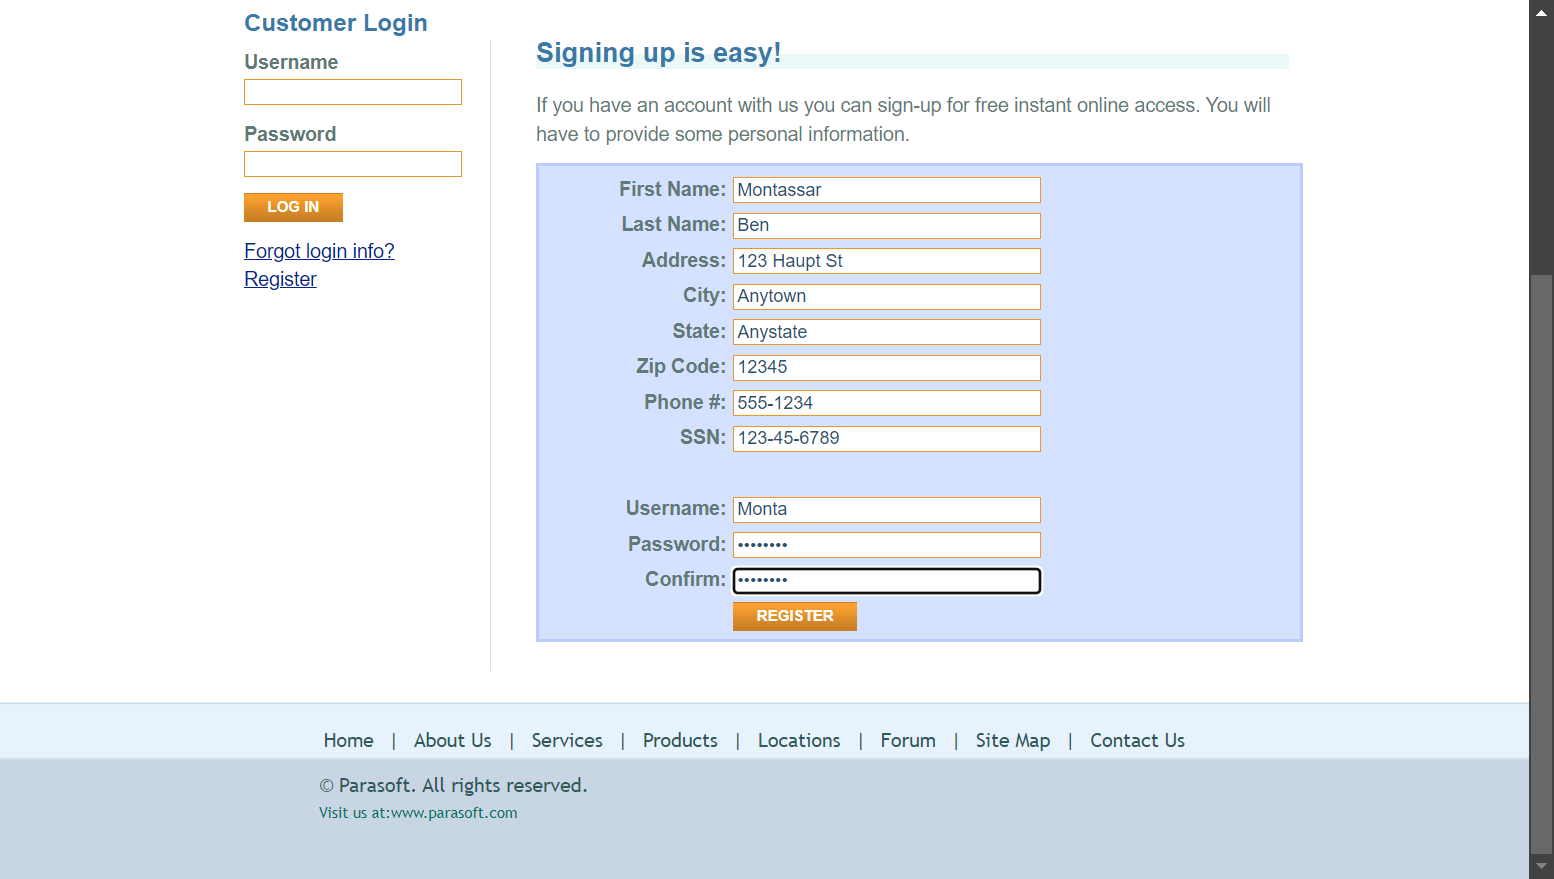 Customer Login
Username
Password
LOG IN
Forgot login info?
Register
Signing up is easy!
If you have an account with us you can sign-up for free instant online access. You will
have to provide some personal information.
First Name: Montassar
Last Name: Ben
Address: 123 Haupt St
City: Anytown
State: Anystate
Zip Code: 12345
Phone #: 555-1234
SSN: 123-45-6789
Username: Monta
Password: ••••••••
Confirm: ••••••••
REGISTER
Home | About Us | Services | Products | Locations | Forum | Site Map | Contact Us
© Parasoft. All rights reserved.
Visit us at:www.parasoft.com